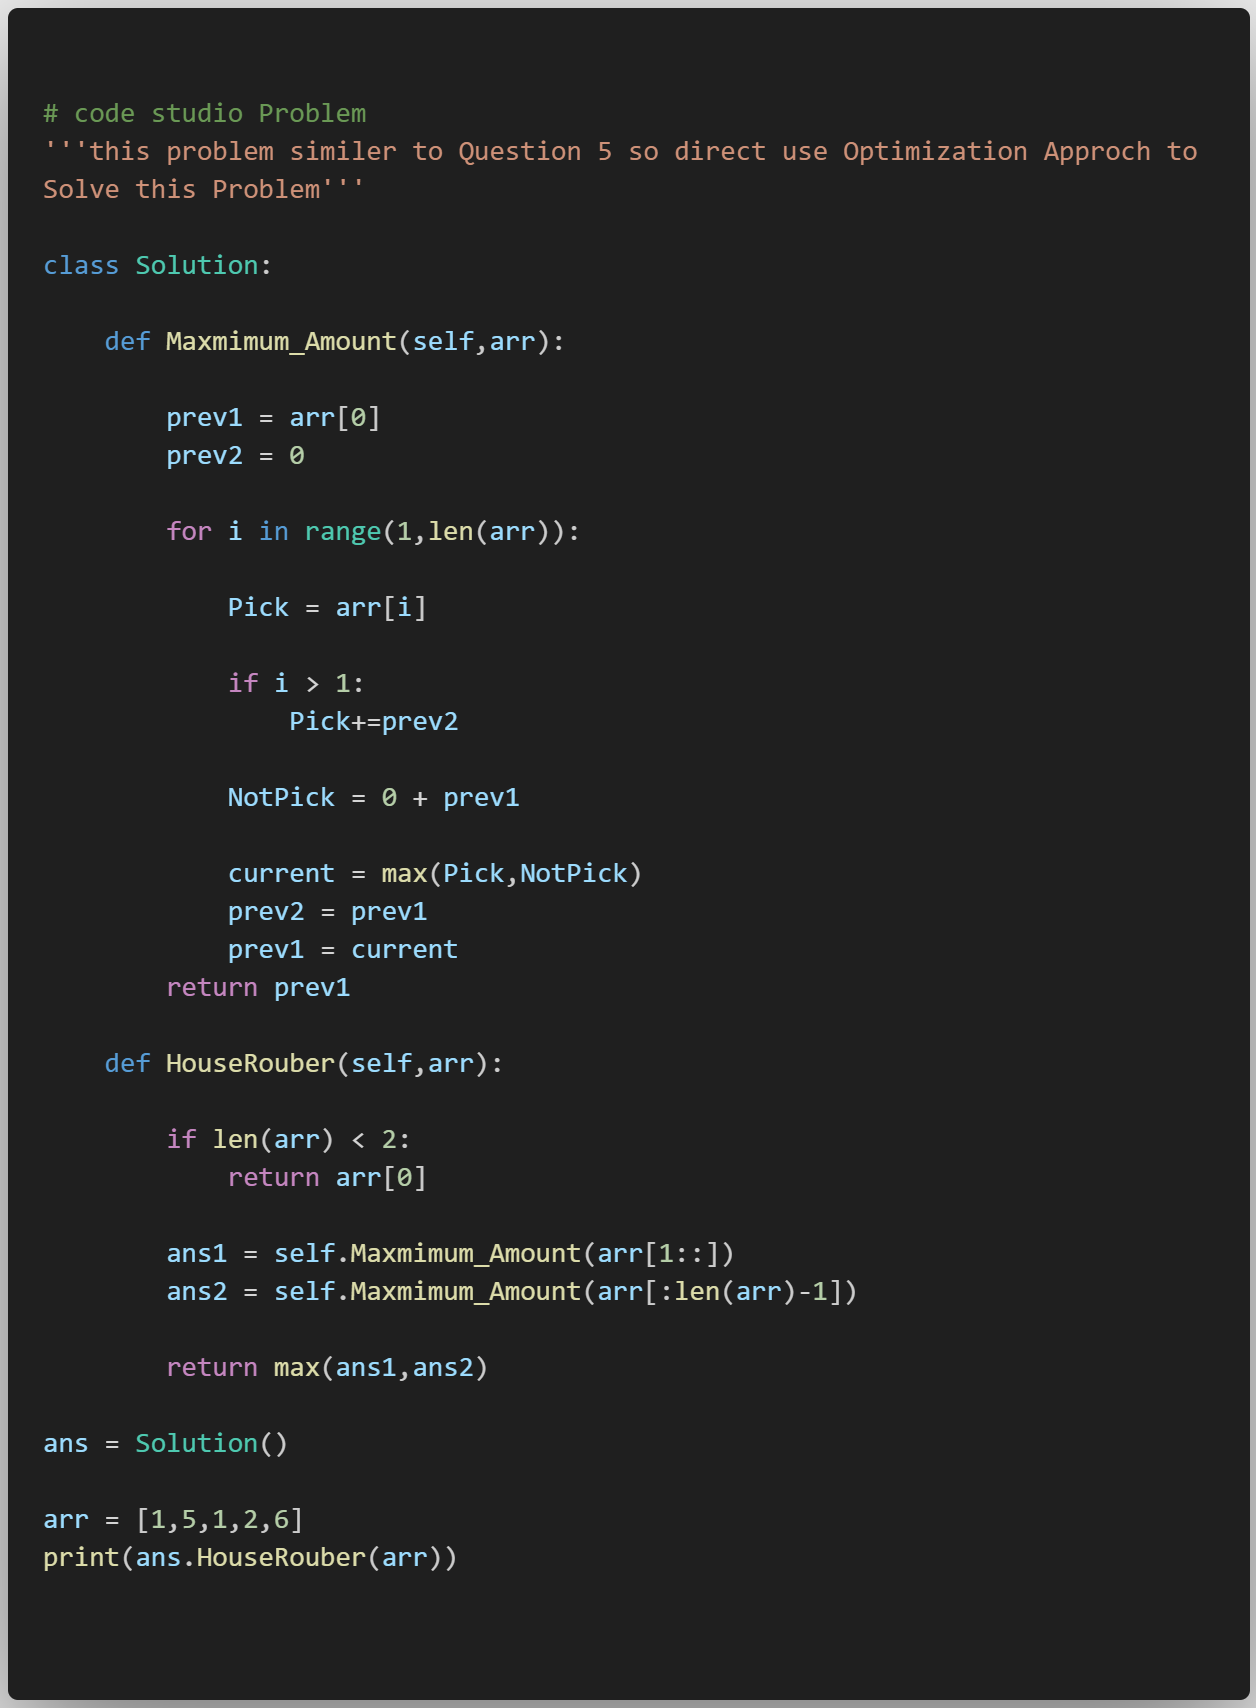 # code studio Problem
'''this problem similer to Question 5 so direct use Optimization Approch to
Solve this Problem'''
class Solution:
    def Maxmimum_Amount(self,arr):
        prev1 = arr[0]
        prev2 = 0
        for i in range(1,len(arr)):
            Pick = arr[i]
            if i > 1:
                Pick+=prev2
            NotPick = 0 + prev1
            current = max(Pick,NotPick)
            prev2 = prev1
            prev1 = current
        return prev1
    def HouseRouber(self,arr):
        if len(arr) < 2:
            return arr[0]
        ans1 = self.Maxmimum_Amount(arr[1::])
        ans2 = self.Maxmimum_Amount(arr[:len(arr)-1])
        return max(ans1,ans2)
ans = Solution()
arr = [1,5,1,2,6]
print(ans.HouseRouber(arr))